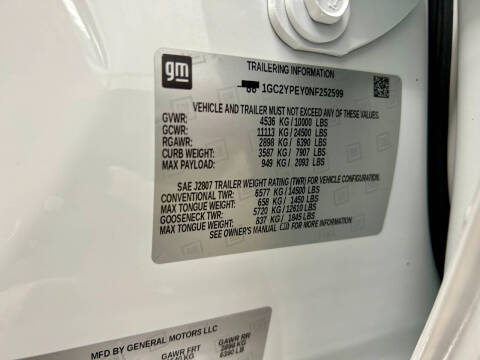 gm
TRAILERING INFORMATION
1GC2YPEY0NF252599
VEHICLE AND TRAILER MUST NOT EXCEED ANY OF THESE VALUES.
GVWR: 4536 KG/10000 LBS
GCWR: 11113 KG/24500 LBS
RGAWR: 2898 KG/ 6390 LBS
CURB WEIGHT: 3587 KG/ 7907 LBS
MAX PAYLOAD: 949 KG/ 2093 LBS
SAE J2807 TRAILER WEIGHT RATING (TWR) FOR VEHICLE CONFIGURATION.
CONVENTIONAL TWR: 6577 KG/14500 LBS
MAX TONGUE WEIGHT: 658 KG/ 1450 LBS
GOOSENECK TWR: 5720 KG/12610 LBS
MAX TONGUE WEIGHT: 837 KG/ 1845 LBS
SEE OWNER'S MANUAL FOR MORE INFORMATION
MFD BY GENERAL MOTORS LLC
GAWR FRT GAWR RR
KG 2898 KG
6390 LB